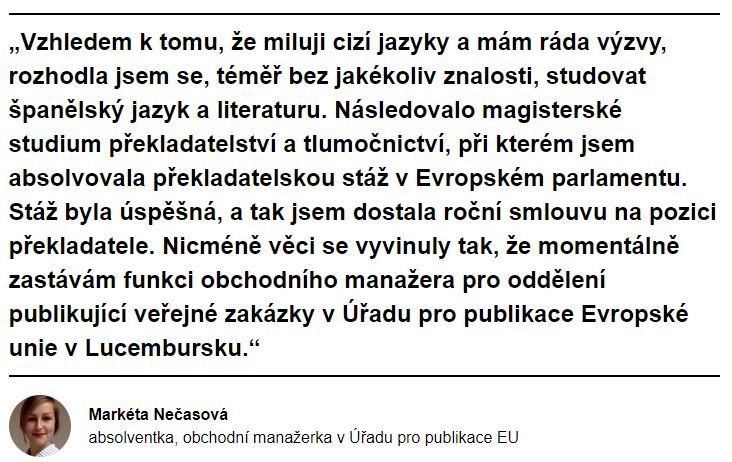 „Vzhledem k tomu, že miluji cizí jazyky a mám ráda výzvy,
rozhodla jsem se, téměř bez jakékoliv znalosti, studovat
španělský jazyk a literaturu. Následovalo magisterské
studium překladatelství a tlumočnictví, při kterém jsem
absolvovala překladatelskou stáž v Evropském parlamentu.
Stáž byla úspěšná, a tak jsem dostala roční smlouvu na pozici
překladatele. Nicméně věci se vyvinuly tak, že momentálně
zastávám funkci obchodního manažera pro oddělení
publikující veřejné zakázky v Úřadu pro publikace Evropské
unie v Lucembursku.“
Markéta Nečasová
absolventka, obchodní manažerka v Úřadu pro publikace EU